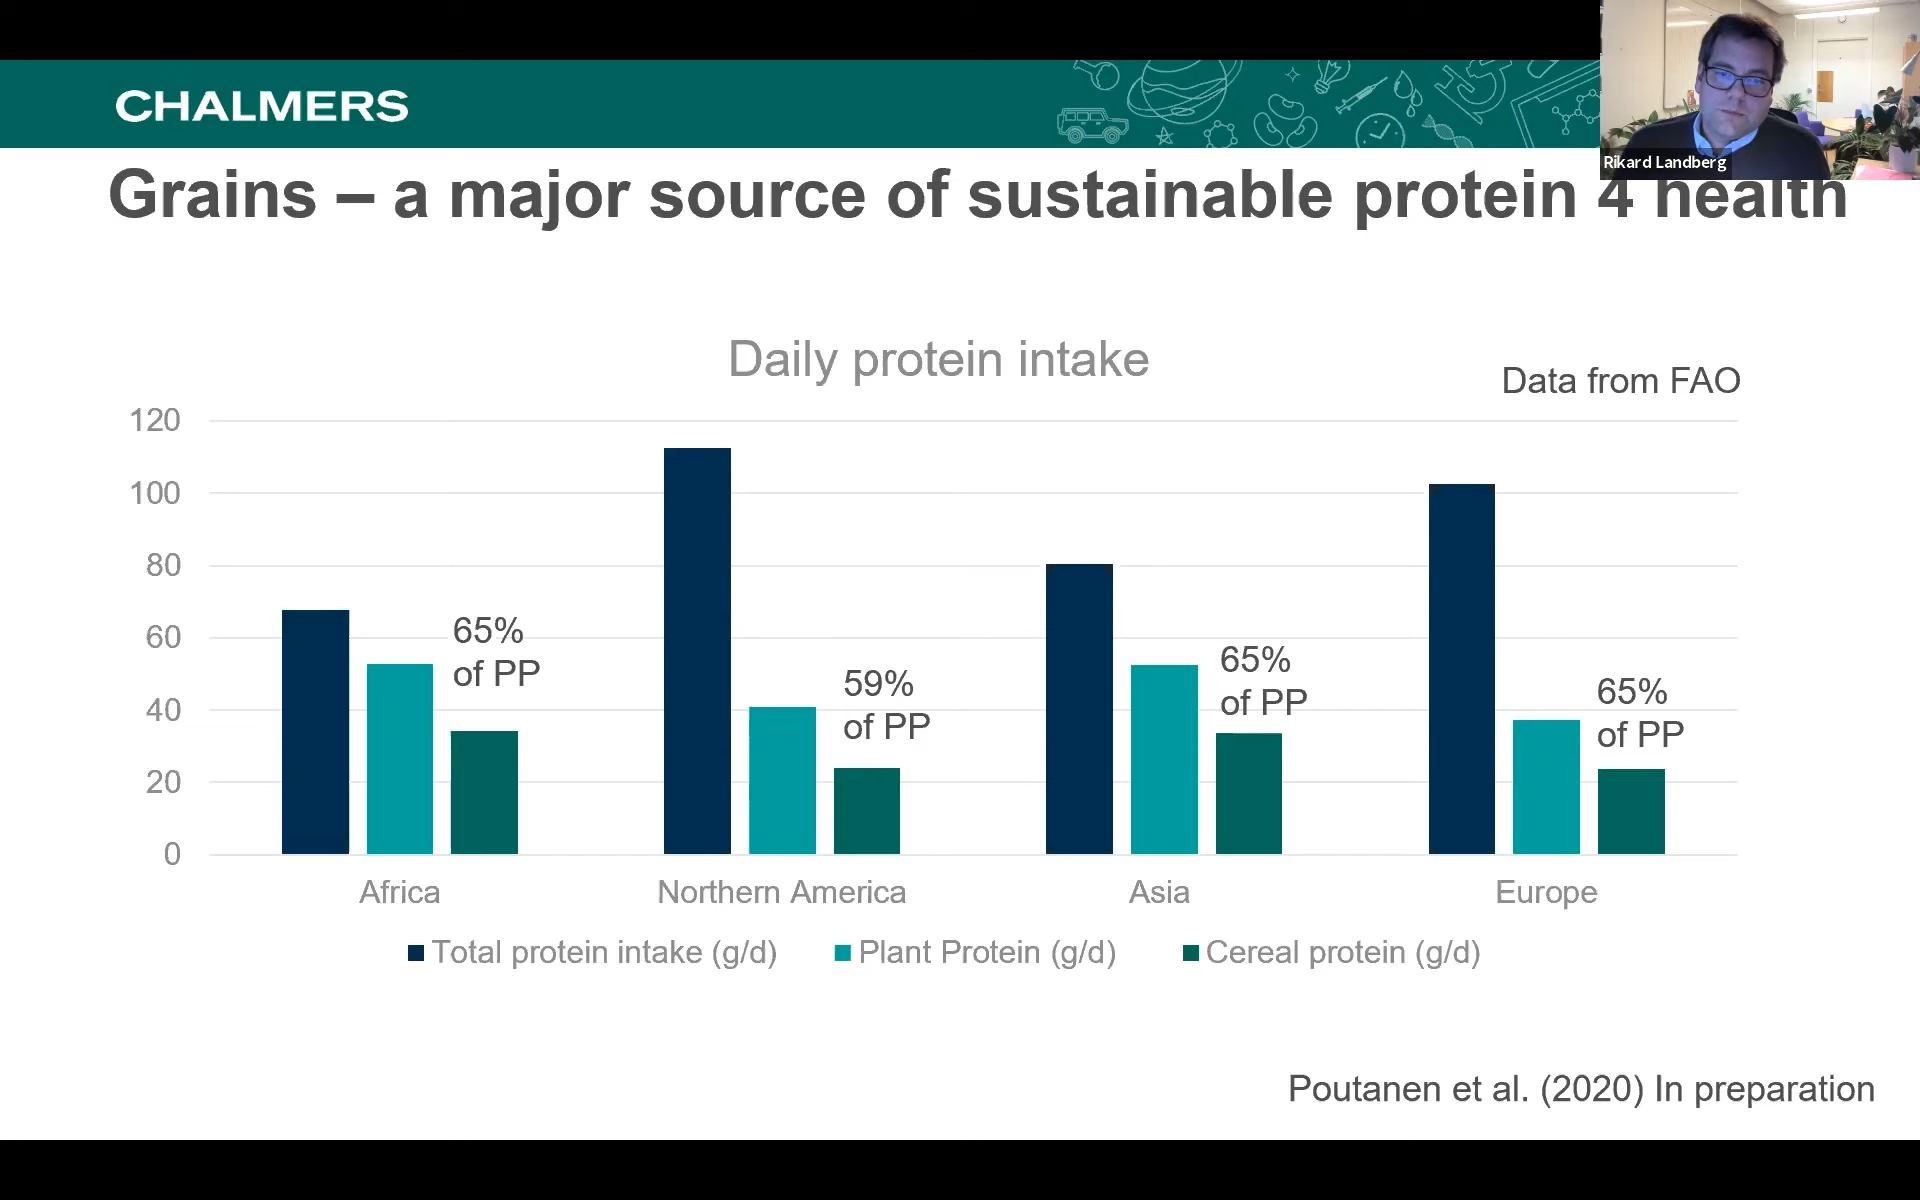 CHALMERS
Rikard Landberg
Grains – a major source of sustainable protein 4 health
Daily protein intake
Data from FAO
120
100
80
60
40
20
0
65%
of PP
59%
of PP
65%
of PP
65%
of PP
Africa
Northern America
Asia
Europe
Total protein intake (g/d)
Plant Protein (g/d)
Cereal protein (g/d)
Poutanen et al. (2020) In preparation